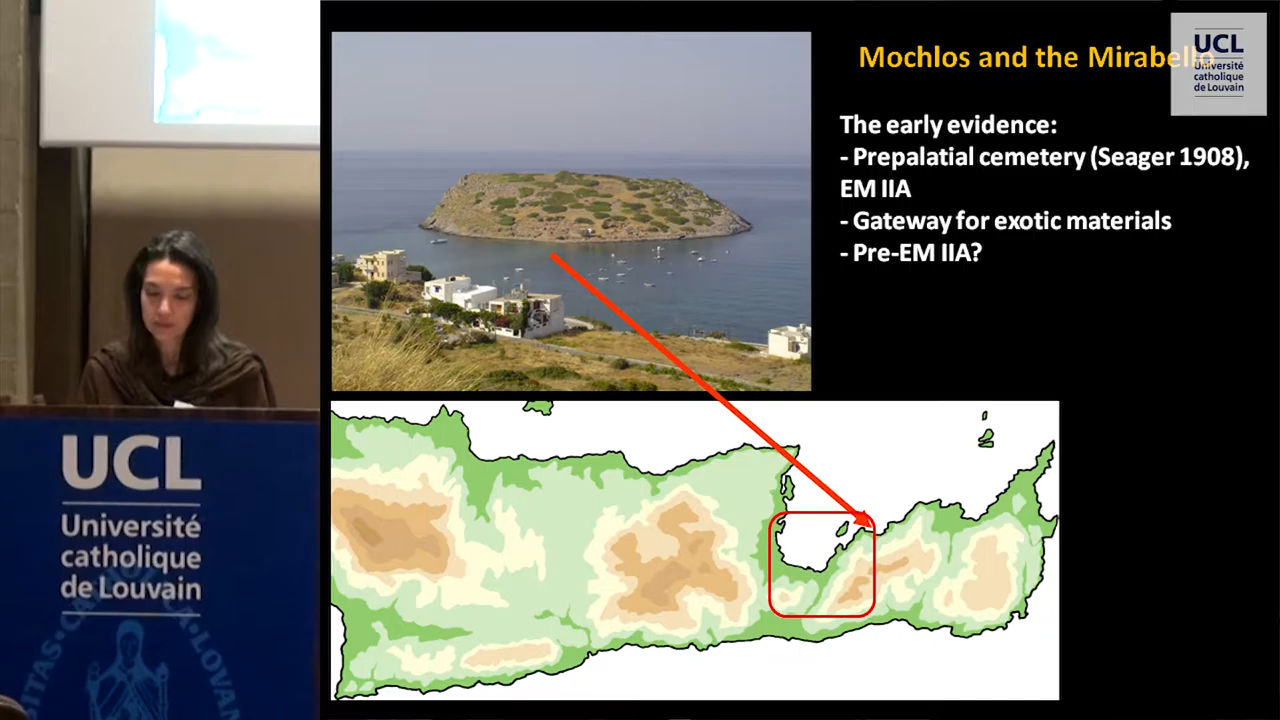 Mochlos and the Mirabello
UCL
Université
catholique
de Louvain
The early evidence:
- Prepalatial cemetery (Seager 1908),
EM IIA
- Gateway for exotic materials
- Pre-EM IIA?
UCL
Université
catholique
de Louvain